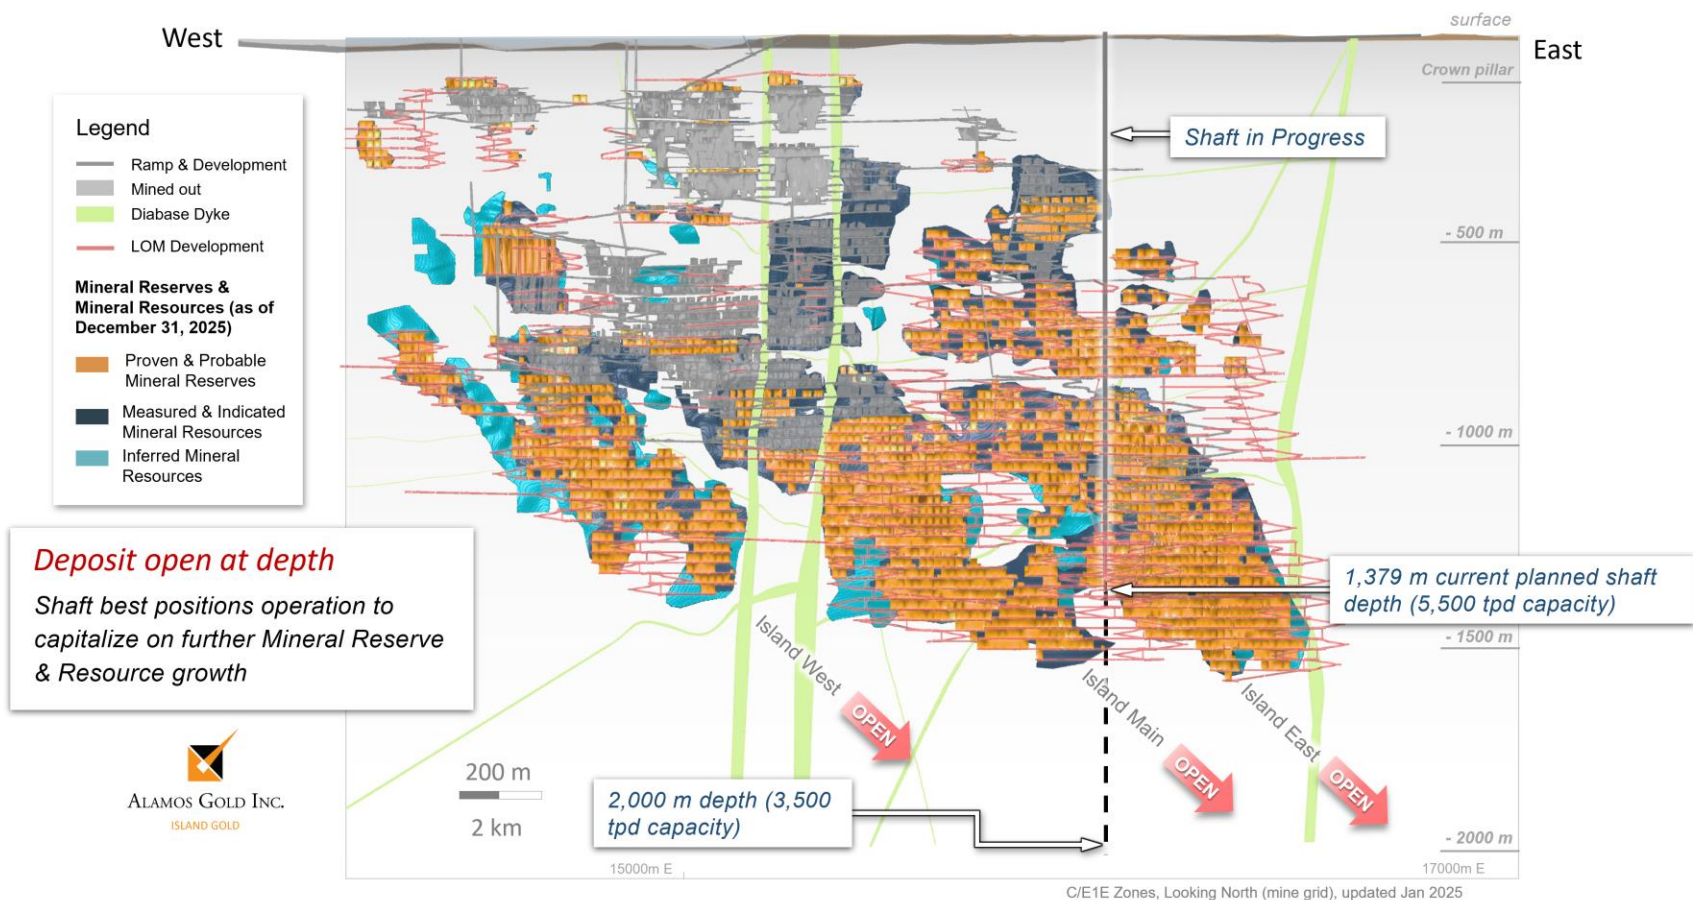 West
surface
East
Crown pillar
Legend
Ramp & Development
Mined out
Diabase Dyke
LOM Development
Mineral Reserves &
Mineral Resources (as of
December 31, 2025)
Proven & Probable
Mineral Reserves
Measured & Indicated
Mineral Resources
Inferred Mineral
Resources
Shaft in Progress
- 500 m
- 1000 m
Deposit open at depth
Shaft best positions operation to
capitalize on further Mineral Reserve
& Resource growth
1,379 m current planned shaft
depth (5,500 tpd capacity)
- 1500 m
Island West
OPEN
Island Main
OPEN
Island East
OPEN
ALAMOS GOLD INC.
ISLAND GOLD
200 m
2 km
2,000 m depth (3,500
tpd capacity)
- 2000 m
15000m E
17000m E
C/E1E Zones, Looking North (mine grid), updated Jan 2025